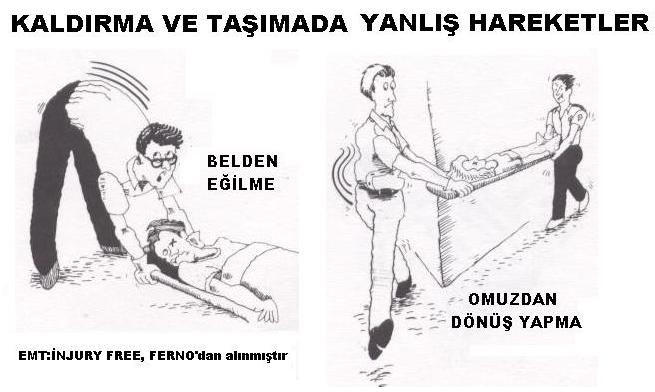 KALDIRMA VE TAŞIMADA YANLIŞ HAREKETLER
BELDEN
EĞİLME
OMUZDAN
DÖNÜŞ YAPMA
EMT:İNJURY FREE, FERNO'dan alınmıştır